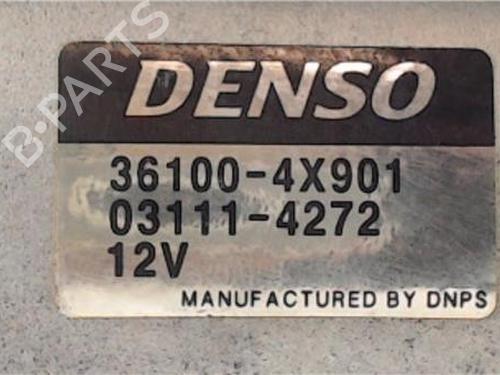 B-PARTS
DENSO
36100-4X901
03111-4272
12V
MANUFACTURED BY DNPS